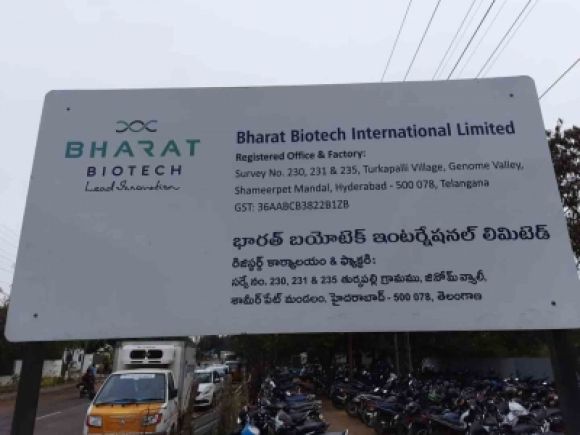 BHARAT
BIOTECH
Lead Innovation
Bharat Biotech International Limited
Registered Office & Factory:
Survey No. 230, 231 & 235, Turkapalli Village, Genome Valley,
Shameerpet Mandal, Hyderabad - 500 078, Telangana
GST: 36AABCB3822B1ZB
భారత్ బయోటెక్ ఇంటర్నేషనల్ లిమిటెడ్
రిజిస్టర్డ్ కార్యాలయం & ఫ్యాక్టరి:
సర్వే నం. 230, 231 & 235 తుర్కపల్లి గ్రామము, జినోమ్ వ్యాలీ,
శామీర్ పేట్ మండలం, హైదరాబాద్ - 500 078, తెలంగాణ